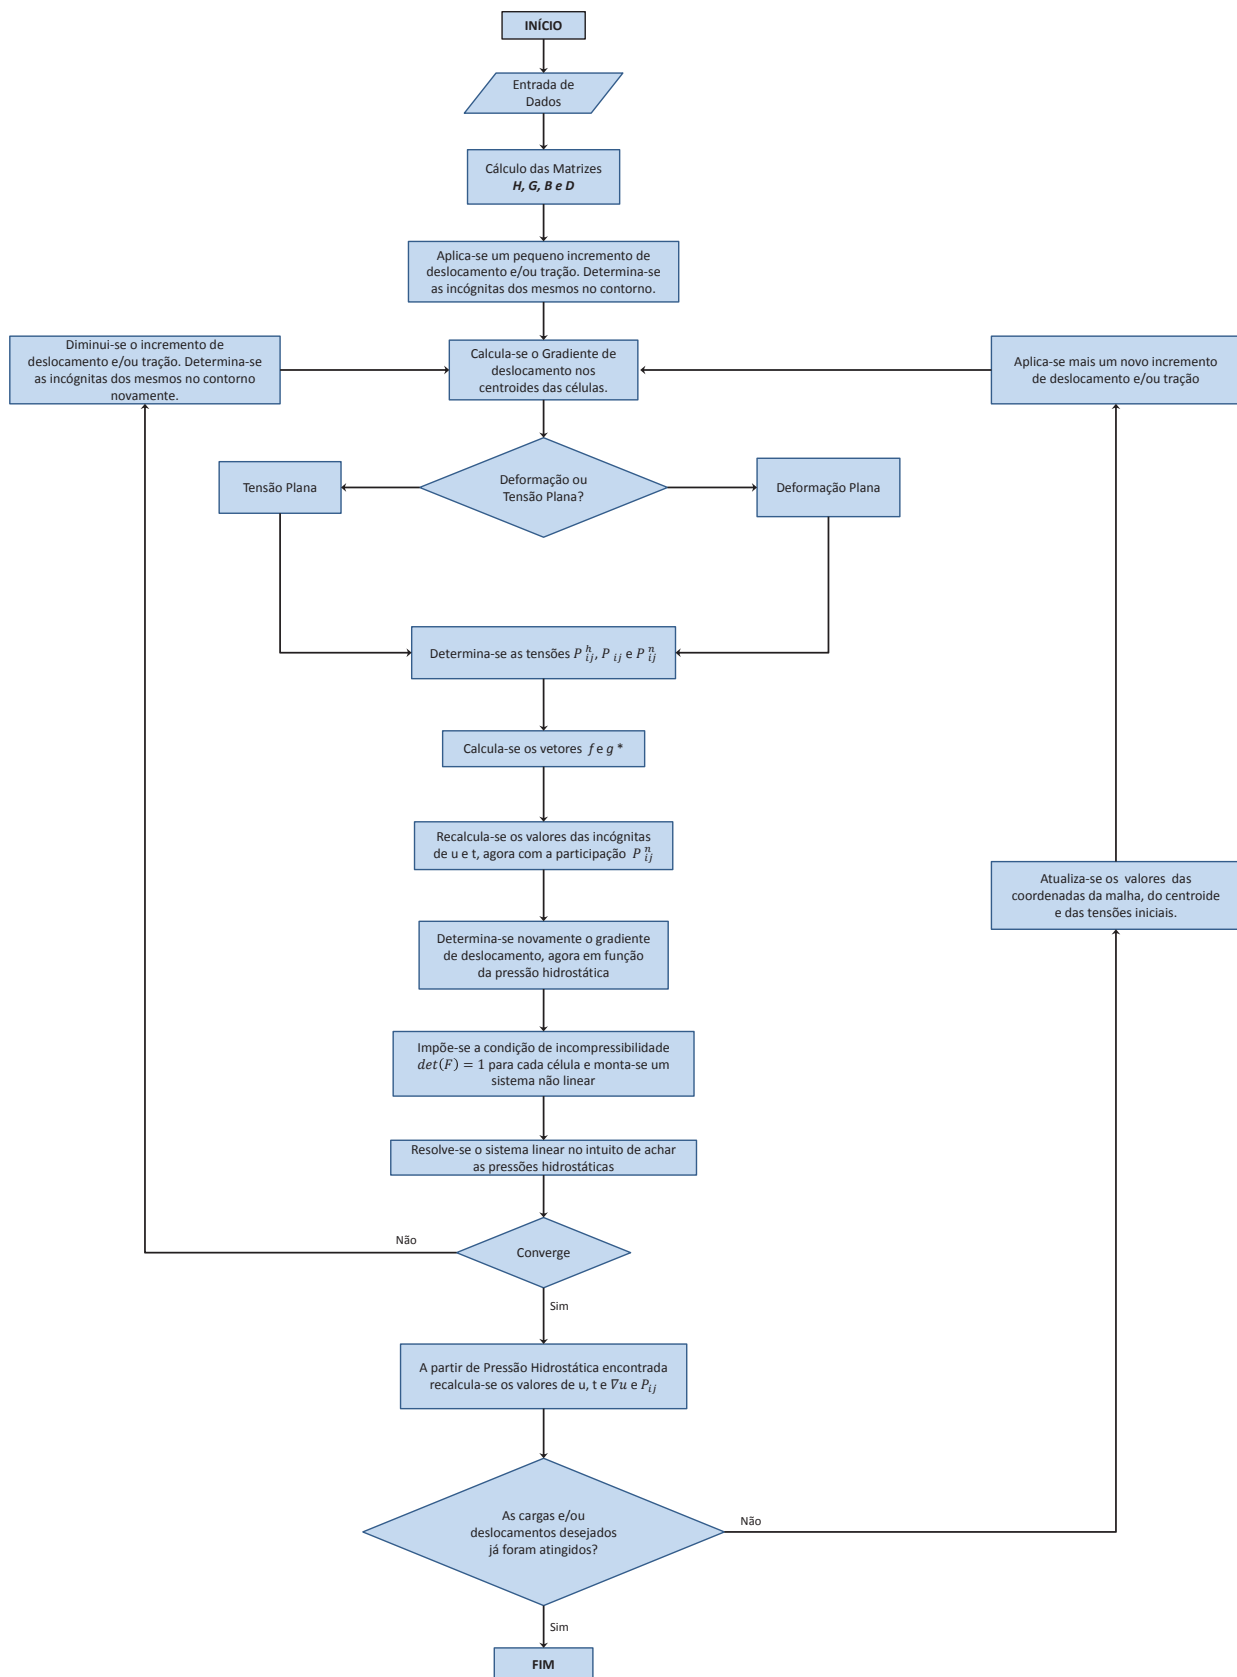 INÍCIO
Entrada de
Dados
Cálculo das Matrizes
H, G, B e D
Aplica-se um pequeno incremento de
deslocamento e/ou tração. Determina-se
as incógnitas dos mesmos no contorno.
Diminui-se o incremento de
deslocamento e/ou tração. Determina-se
as incógnitas dos mesmos no contorno
novamente.
Calcula-se o Gradiente de
deslocamento nos
centroides das células.
Aplica-se mais um novo incremento
de deslocamento e/ou tração
Tensão Plana
Deformação ou
Tensão Plana?
Deformação Plana
Determina-se as tensões $P_{ij}^{h}$, $P_{ij}$ e $P_{ij}^{n}$
Calcula-se os vetores f e g *
Recalcula-se os valores das incógnitas
de u e t, agora com a participação $P_{ij}^{n}$
Atualiza-se os valores das
coordenadas da malha, do centroide
e das tensões iniciais.
Determina-se novamente o gradiente
de deslocamento, agora em função
da pressão hidrostática
Impõe-se a condição de incompressibilidade
det(F) = 1 para cada célula e monta-se um
sistema não linear
Resolve-se o sistema linear no intuito de achar
as pressões hidrostáticas
Não
Converge
Sim
A partir de Pressão Hidrostática encontrada
recalcula-se os valores de u, t e ∇u e $P_{ij}$
As cargas e/ou
deslocamentos desejados
já foram atingidos?
Não
Sim
FIM